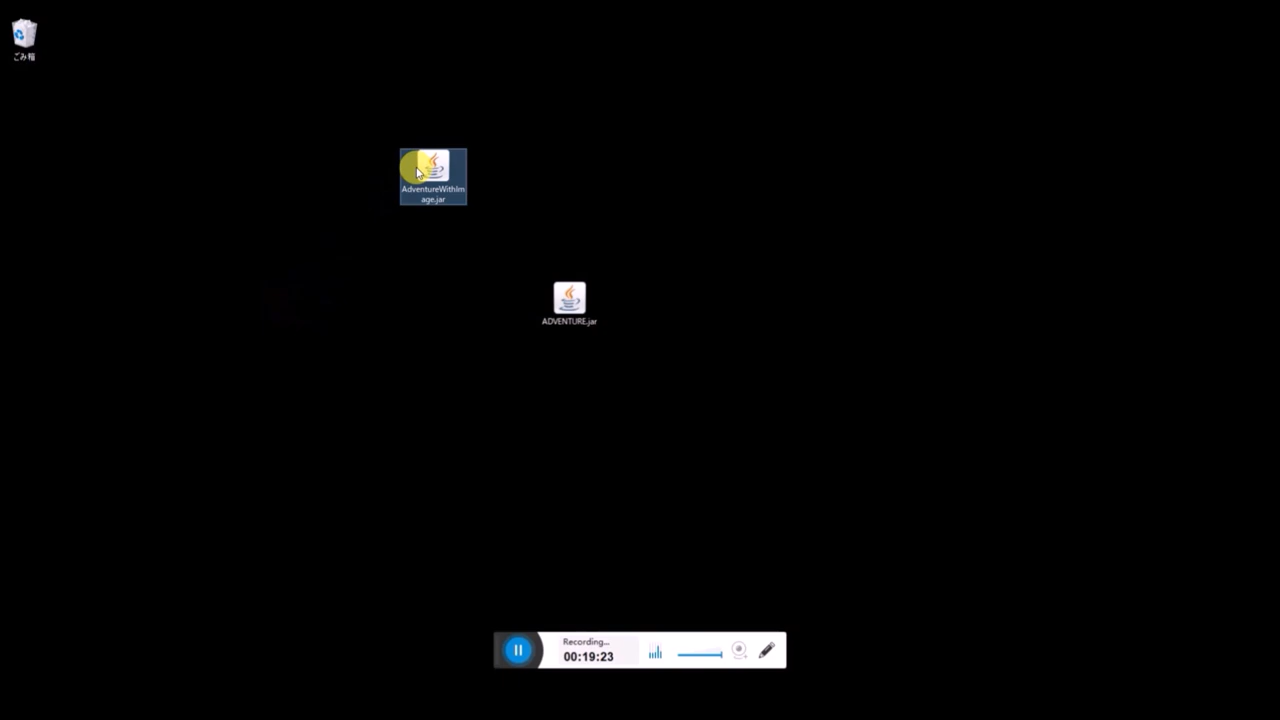 ごみ箱
AdventureWithIm
age.jar
ADVENTURE.jar
Recording...
00:19:23